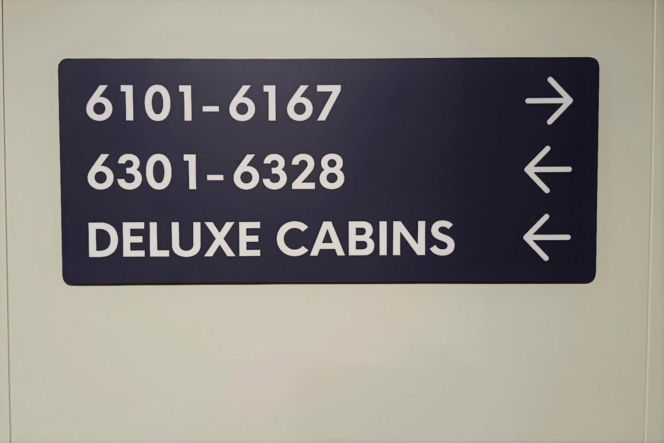 6101-6167 →
6301-6328 ←
DELUXE CABINS ←